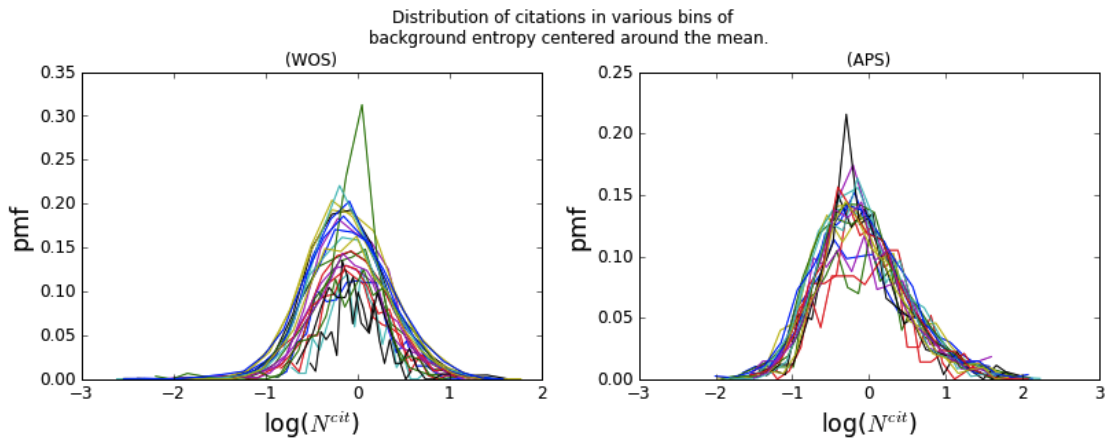 Distribution of citations in various bins of
background entropy centered around the mean.
(WOS)
0.35
0.30
0.25
0.20
0.15
0.10
0.05
0.00
pmf
−3 −2 −1 0 1 2
log(N^{cit})
(APS)
0.25
0.20
0.15
0.10
0.05
0.00
pmf
−3 −2 −1 0 1 2 3
log(N^{cit})